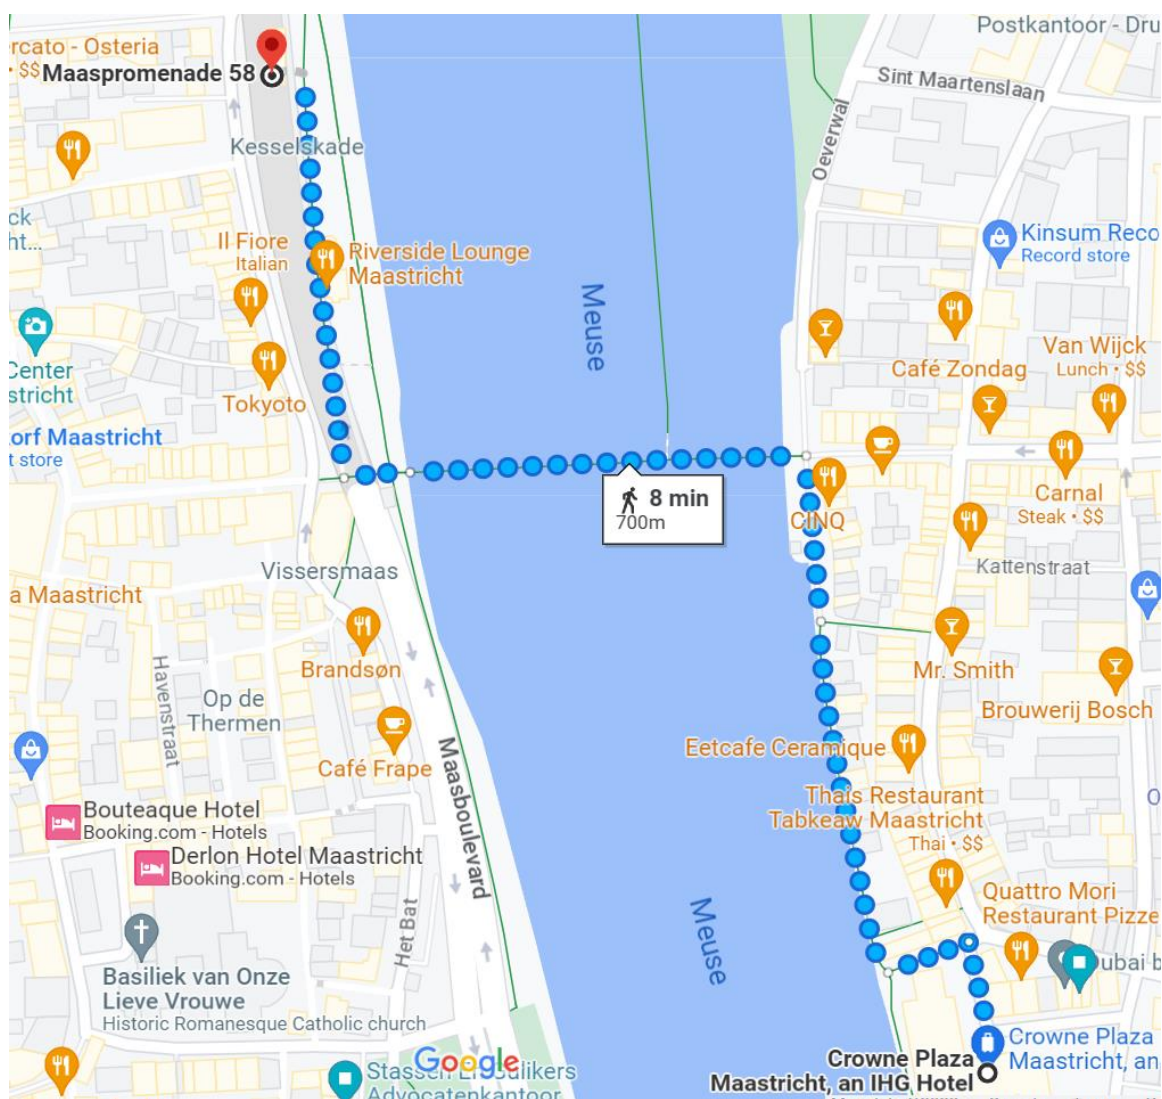 Postkantoor - Dru
rcato - Osteria
• $$
Maaspromenade 58
Sint Maartenslaan
Oeverwal
Kesselskade
ck
ht...
Il Fiore
Italian
Riverside Lounge
Maastricht
Kinsum Reco
Record store
Meuse
Center
stricht
Tokyoto
Café Zondag
Van Wijck
Lunch • $$
orf Maastricht
t store
8 min
700m
CINQ
Carnal
Steak • $$
Kattenstraat
Vissersmaas
a Maastricht
Brandsøn
Mr. Smith
Havenstraat
Op de
Thermen
Brouwerij Bosch
Café Frape
Maasboulevard
Eetcafe Ceramique
Thais Restaurant
Tabkeaw Maastricht
Thai • $$
Bouteaque Hotel
Booking.com - Hotels
Derlon Hotel Maastricht
Booking.com - Hotels
Quattro Mori
Restaurant Pizze
Het Bat
Meuse
Dubai b
Basiliek van Onze
Lieve Vrouwe
Historic Romanesque Catholic church
Google
Crowne Plaza
Maastricht, an IHG Hotel
Crowne Plaza
Maastricht, an
Advocatenkantoor